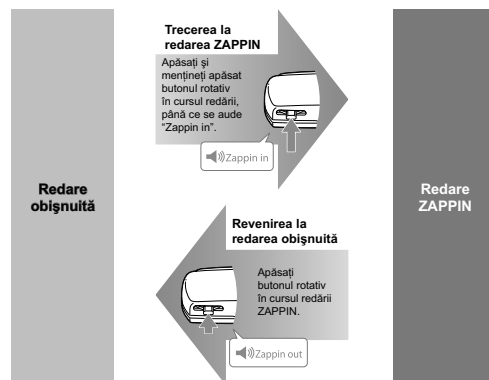 Trecerea la
redarea ZAPPIN
Apăsaţi şi
menţineţi apăsat
butonul rotativ
în cursul redării,
până ce se aude
“Zappin in”.
Zappin in
Redare
obişnuită
Redare
ZAPPIN
Revenirea la
redarea obişnuită
Apăsaţi
butonul rotativ
în cursul redării
ZAPPIN.
Zappin out